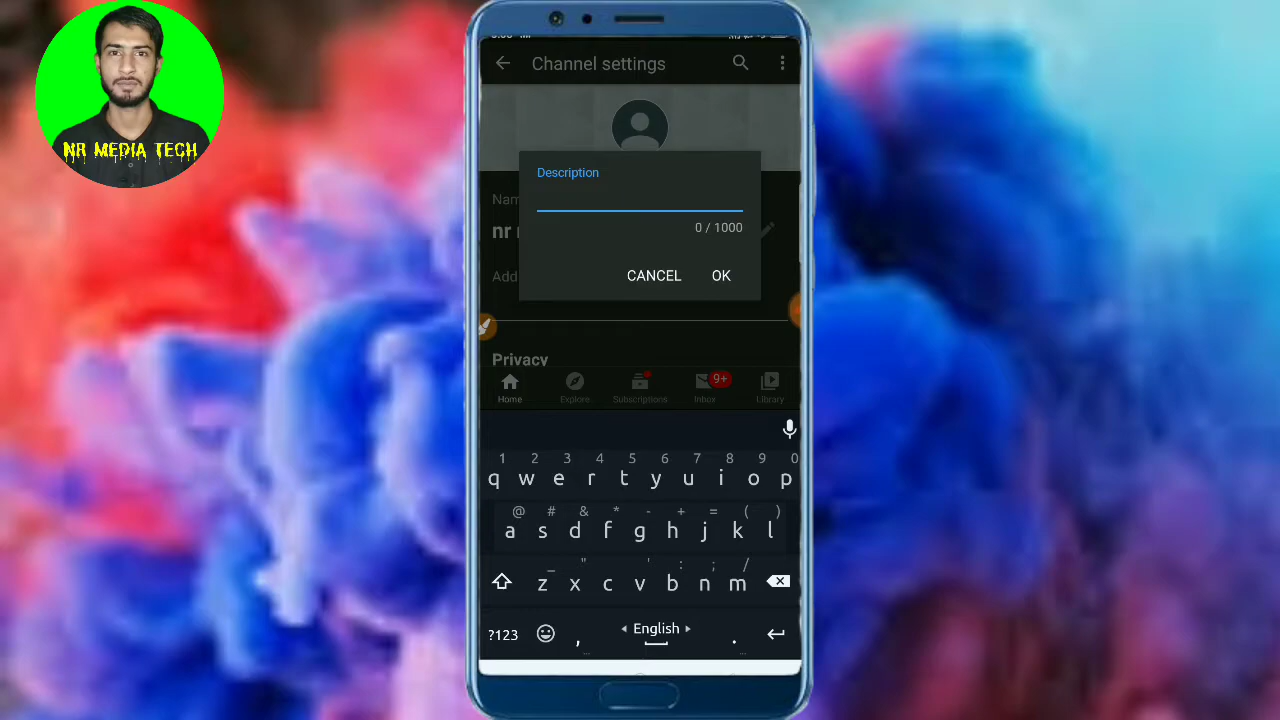 NR MEDIA TECH
Channel settings
Description
Nam
nr
0 / 1000
Add
CANCEL
OK
Privacy
Home
Explore
Subscriptions
9+
Inbox
Library
1 2 3 4 5 6 7 8 9 0
q w e r t y u i o p
@ # & * - + = ( )
a s d f g h j k l
_ " ' : ; /
z x c v b n m
?123
,
English
.